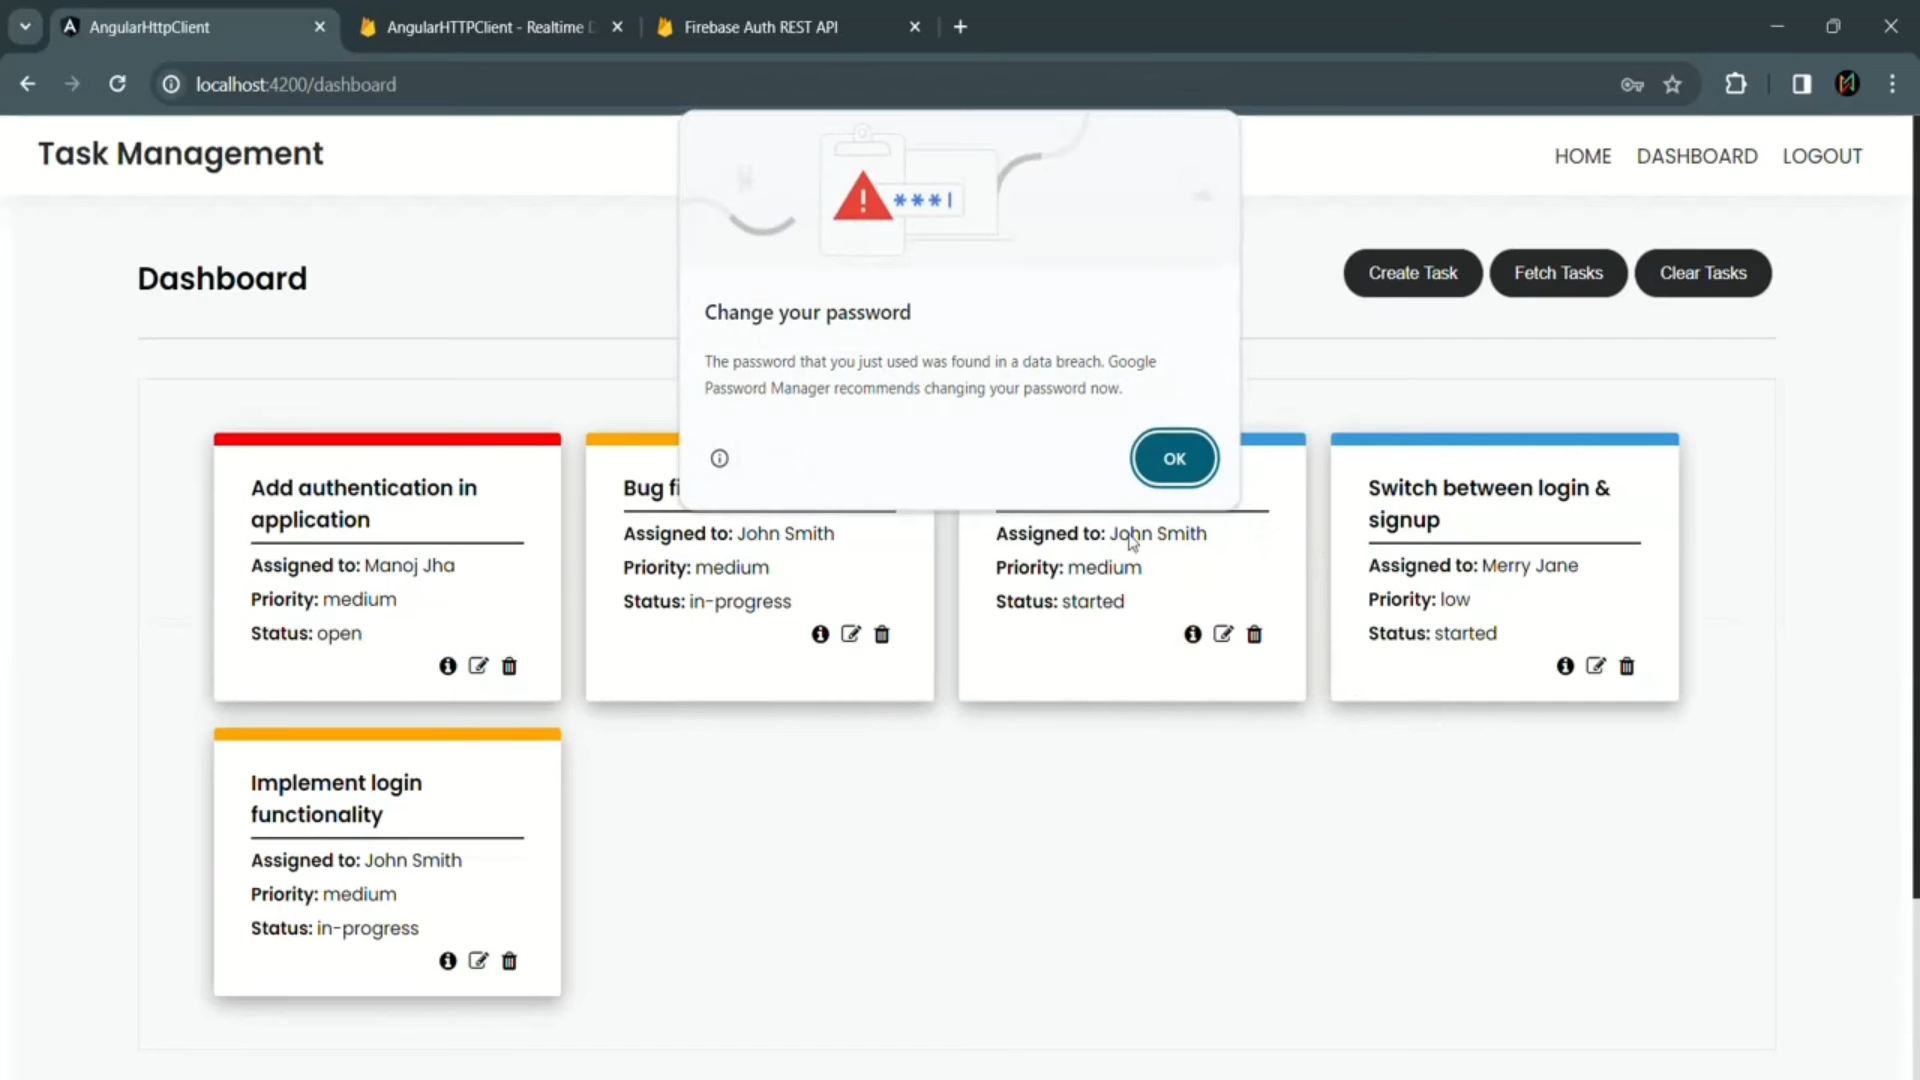 AngularHttpClient
AngularHTTPClient - Realtime
Firebase Auth REST API
localhost:4200/dashboard
Task Management
HOME
DASHBOARD
LOGOUT
***|
Dashboard
Create Task
Fetch Tasks
Clear Tasks
Change your password
The password that you just used was found in a data breach. Google
Password Manager recommends changing your password now.
OK
Add authentication in
application
Assigned to: Manoj Jha
Priority: medium
Status: open
Bug
Assigned to: John Smith
Priority: medium
Status: in-progress
Assigned to: John Smith
Priority: medium
Status: started
Switch between login &
signup
Assigned to: Merry Jane
Priority: low
Status: started
Implement login
functionality
Assigned to: John Smith
Priority: medium
Status: in-progress